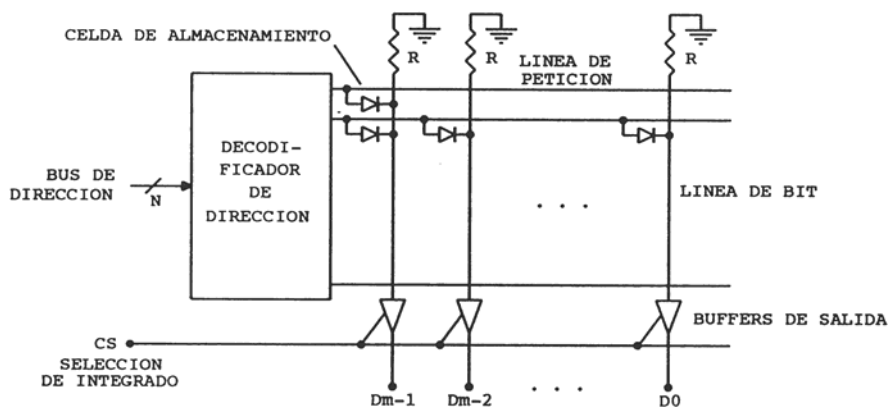 CELDA DE ALMACENAMIENTO
R
R
R
LINEA DE
PETICION
DECODI-
FICADOR
DE
DIRECCION
BUS DE
DIRECCION
N
LINEA DE BIT
. . .
BUFFERS DE SALIDA
CS
SELECCION
DE INTEGRADO
Dm-1
Dm-2
. . .
D0